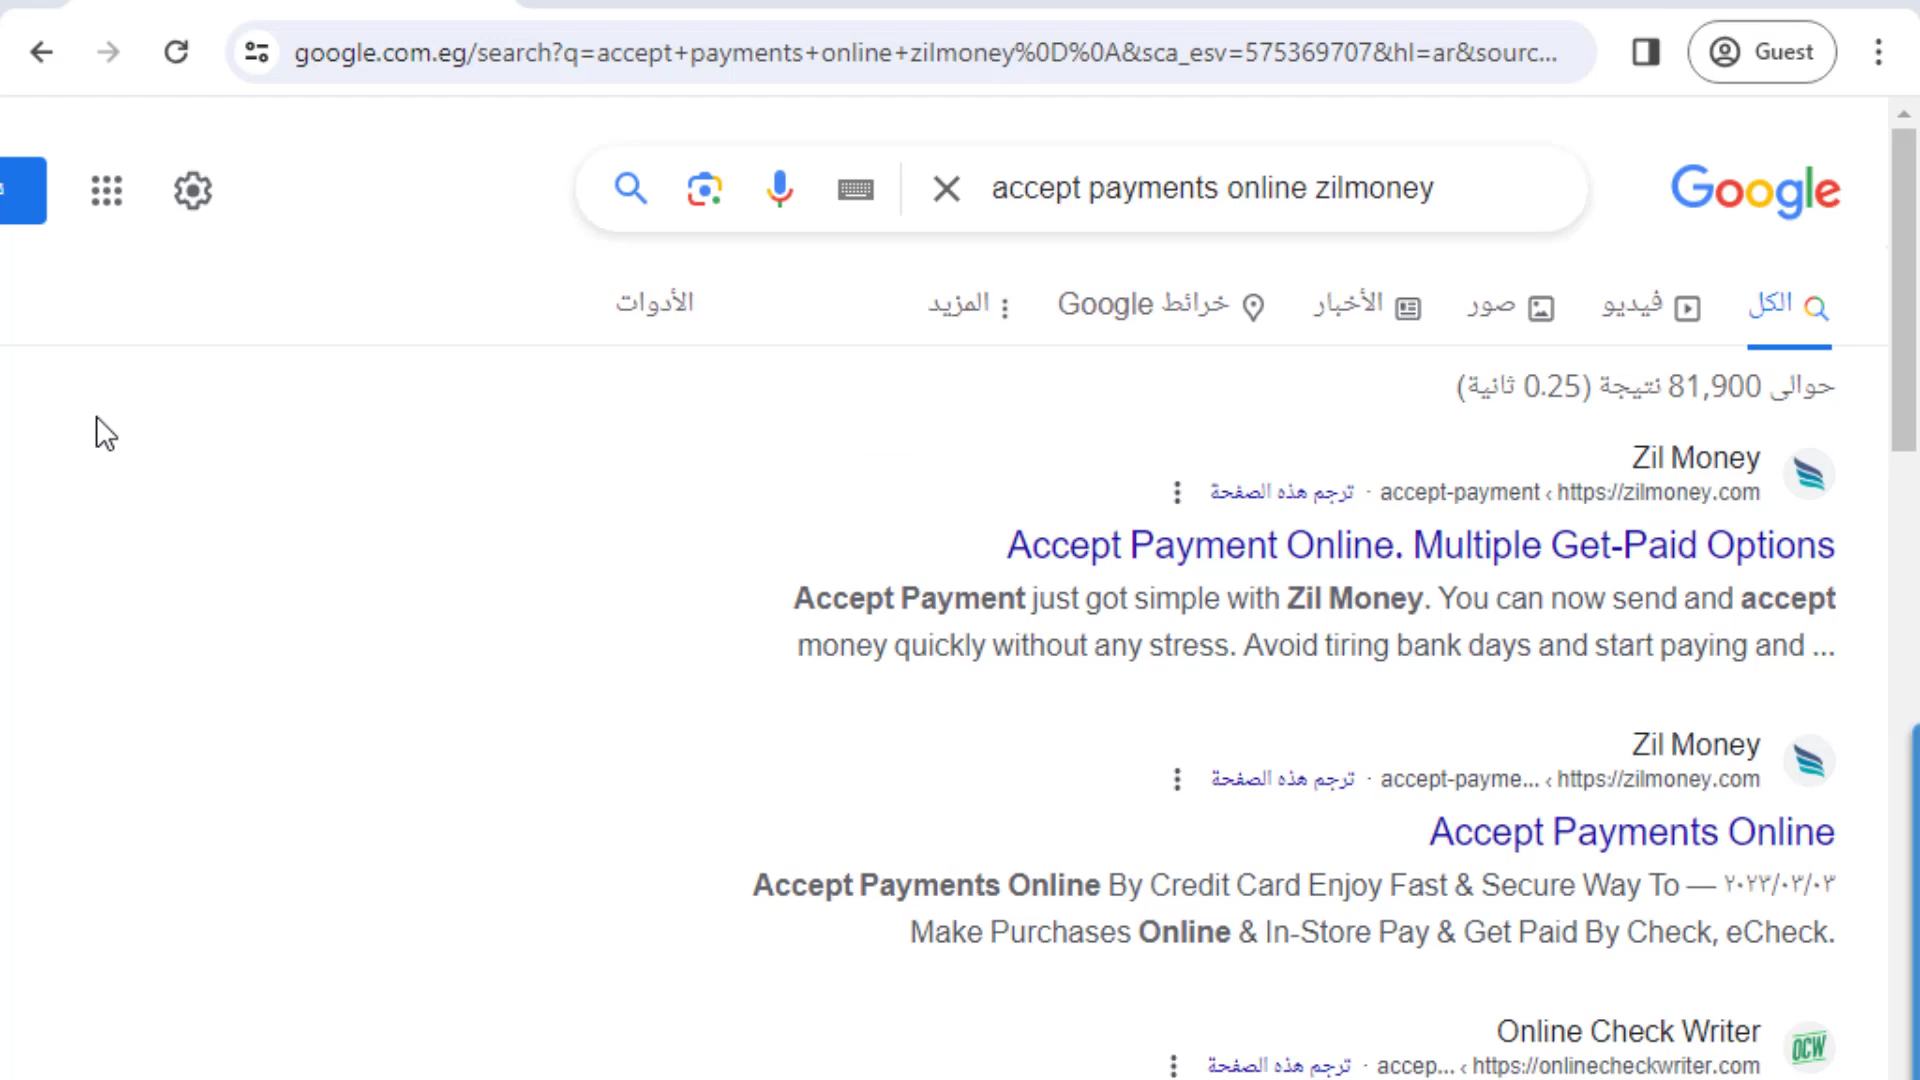 google.com.eg/search?q=accept+payments+online+zilmoney%0D%0A&sca_esv=575369707&hl=ar&sourc...
Guest
accept payments online zilmoney
Google
الكل
فيديو
صور
الأخبار
خرائط Google
المزيد
الأدوات
حوالى 81,900 نتيجة (0.25 ثانية)
Zil Money
https://zilmoney.com › accept-payment · ترجم هذه الصفحة
Accept Payment Online. Multiple Get-Paid Options
Accept Payment just got simple with Zil Money. You can now send and accept
money quickly without any stress. Avoid tiring bank days and start paying and ...
Zil Money
https://zilmoney.com › accept-payme... · ترجم هذه الصفحة
Accept Payments Online
٢٠٢٣/٠٣/٠٣ — Accept Payments Online By Credit Card Enjoy Fast & Secure Way To
Make Purchases Online & In-Store Pay & Get Paid By Check, eCheck.
Online Check Writer
OCW
https://onlinecheckwriter.com › accep... · ترجم هذه الصفحة